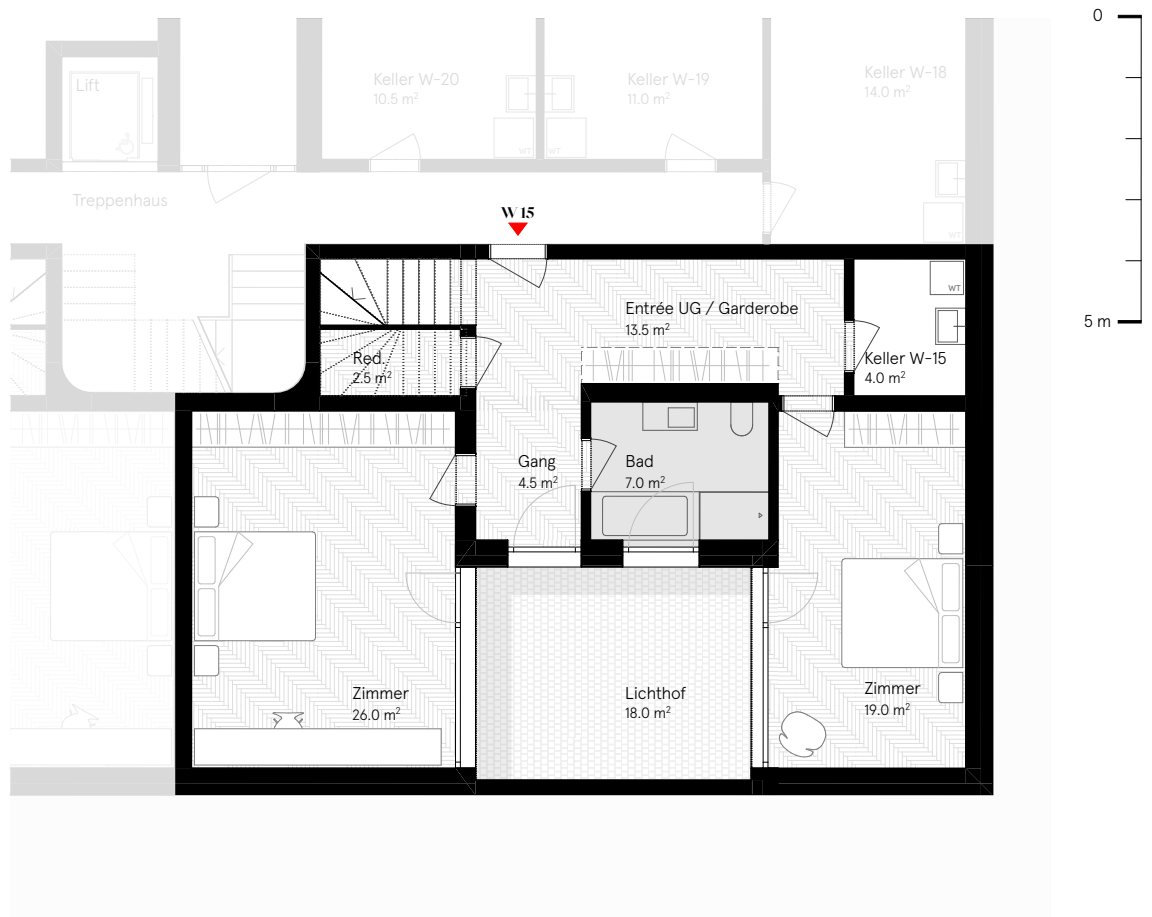 0
Lift
Keller W-20
10.5 m²
Keller W-19
11.0 m²
Keller W-18
14.0 m²
WT
WT
Treppenhaus
W15
WT
Entrée UG / Garderobe
13.5 m²
WT
5 m
Red.
2.5 m²
Keller W-15
4.0 m²
Gang
4.5 m²
Bad
7.0 m²
Zimmer
26.0 m²
Lichthof
18.0 m²
Zimmer
19.0 m²